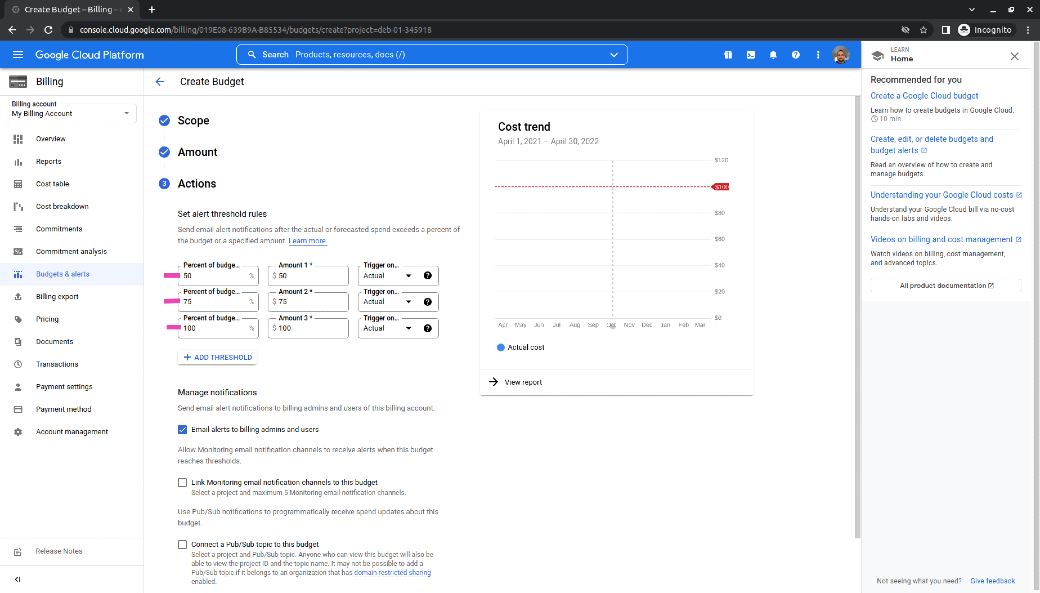 Create Budget – Billing – 
console.cloud.google.com/billing/019E08-639B9A-B85534/budgets/create?project=deb-01-345918
Incognito
Google Cloud Platform
Search Products, resources, docs (/)
LEARN
Home
Billing
Create Budget
Billing account
My Billing Account
Overview
Reports
Cost table
Cost breakdown
Commitments
Commitment analysis
Budgets & alerts
Billing export
Pricing
Documents
Transactions
Payment settings
Payment method
Account management
Release Notes
Scope
Amount
3 Actions
Set alert threshold rules
Send email alert notifications after the actual or forecasted spend exceeds a percent of
the budget or a specified amount. Learn more.
Percent of budge... Amount 1 * Trigger on...
50 % $ 50 Actual
Percent of budge... Amount 2 * Trigger on...
75 % $ 75 Actual
Percent of budge... Amount 3 * Trigger on...
100 % $ 100 Actual
ADD THRESHOLD
Manage notifications
Send email alert notifications to billing admins and users of this billing account.
Email alerts to billing admins and users
Allow Monitoring email notification channels to receive alerts when this budget
reaches thresholds.
Link Monitoring email notification channels to this budget
Select a project and maximum 5 Monitoring email notification channels.
Use Pub/Sub notifications to programmatically receive spend updates about this
budget
Connect a Pub/Sub topic to this budget
Select a project and Pub/Sub topic. Anyone who can view this budget will also be
able to view the project ID and the topic name. It may not be possible to add a
Pub/Sub topic if it belongs to an organization that has domain restricted sharing
enabled.
Cost trend
April 1, 2021 – April 30, 2022
$120
$100
$80
$60
$40
$20
$0
Apr May Jun Jul Aug Sep Oct Nov Dec Jan Feb Mar
Actual cost
View report
Recommended for you
Create a Google Cloud budget
Learn how to create budgets in Google Cloud.
10 min
Create, edit, or delete budgets and
budget alerts
Read an overview of how to create and
manage budgets.
Understanding your Google Cloud costs
Understand your Google Cloud bill via no-cost
hands-on labs and videos.
Videos on billing and cost management
Watch videos on billing, cost management,
and advanced topics.
All product documentation
Not seeing what you need? Give feedback